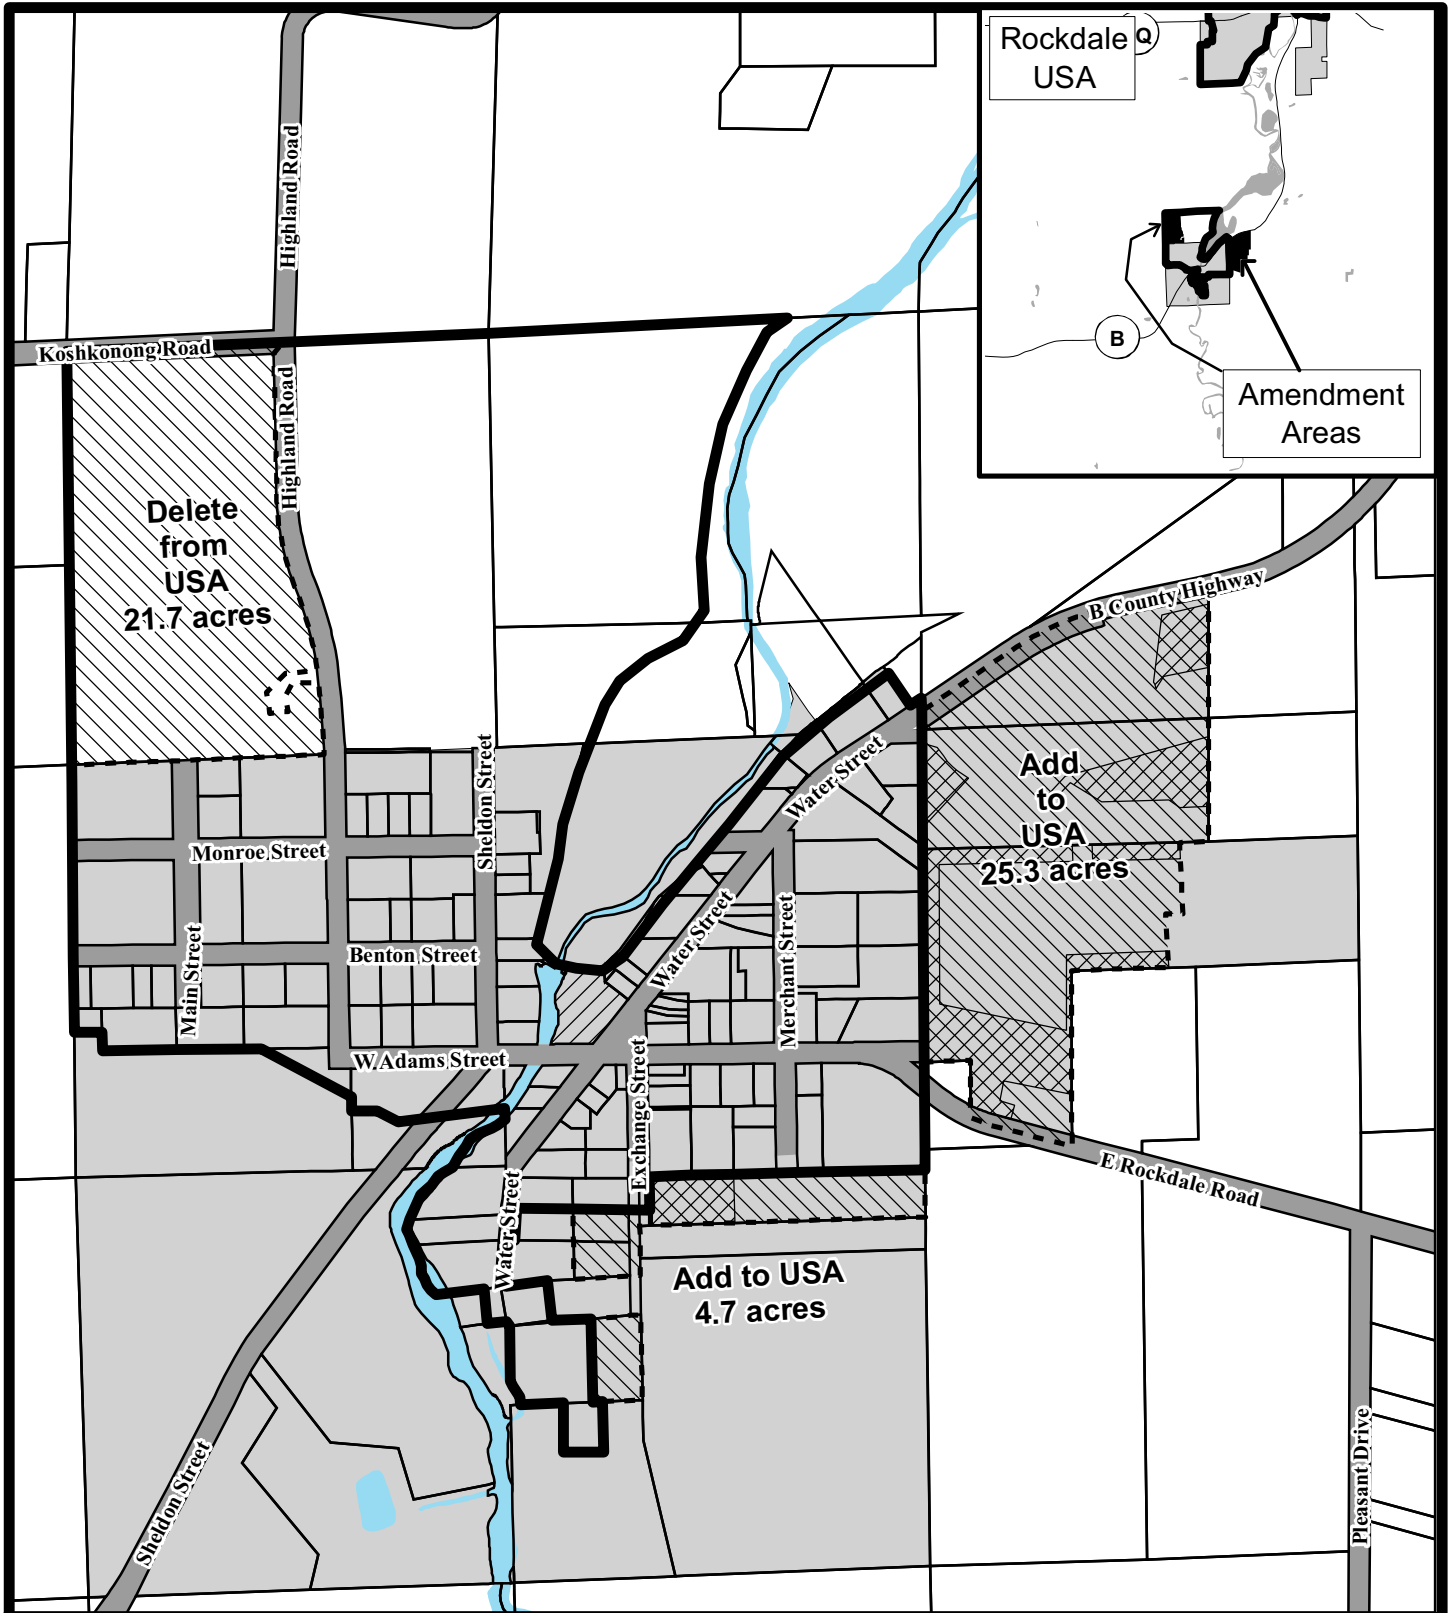 Rockdale
USA
Q
B
Amendment
Areas
Highland Road
Koshkonong Road
Highland Road
Delete
from
USA
21.7 acres
B County Highway
Sheldon Street
Water Street
Add
to
USA
25.3 acres
Monroe Street
Main Street
Benton Street
Water Street
Merchant Street
W Adams Street
Exchange Street
Water Street
E Rockdale Road
Add to USA
4.7 acres
Sheldon Street
Pleasant Drive